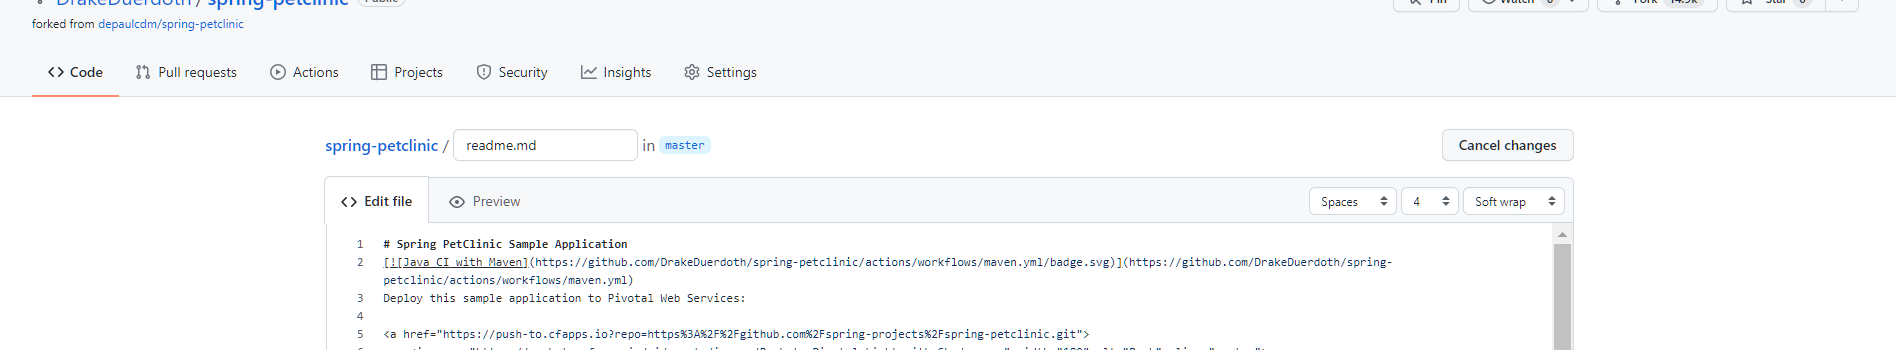 DrakeDuerdoth / spring-petclinic Public Pin Watch 0 Fork 14.9k Star 0
forked from depaulcdm/spring-petclinic
Code Pull requests Actions Projects Security Insights Settings
spring-petclinic / readme.md in master Cancel changes
Edit file Preview Spaces 4 Soft wrap
1 # Spring PetClinic Sample Application
2 [![Java CI with Maven](https://github.com/DrakeDuerdoth/spring-petclinic/actions/workflows/maven.yml/badge.svg)](https://github.com/DrakeDuerdoth/spring-
petclinic/actions/workflows/maven.yml)
3 Deploy this sample application to Pivotal Web Services:
4
5 <a href="https://push-to.cfapps.io?repo=https%3A%2F%2Fgithub.com%2Fspring-projects%2Fspring-petclinic.git">